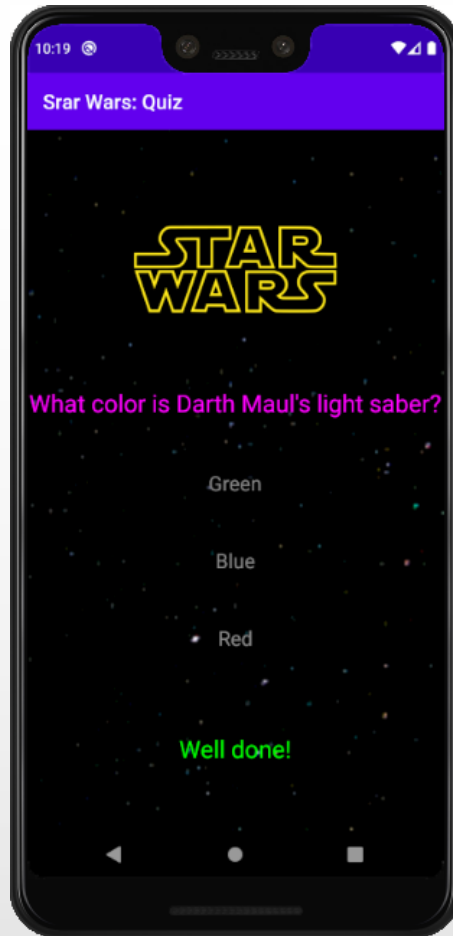 10:19
Srar Wars: Quiz
STAR
WARS
What color is Darth Maul's light saber?
Green
Blue
Red
Well done!